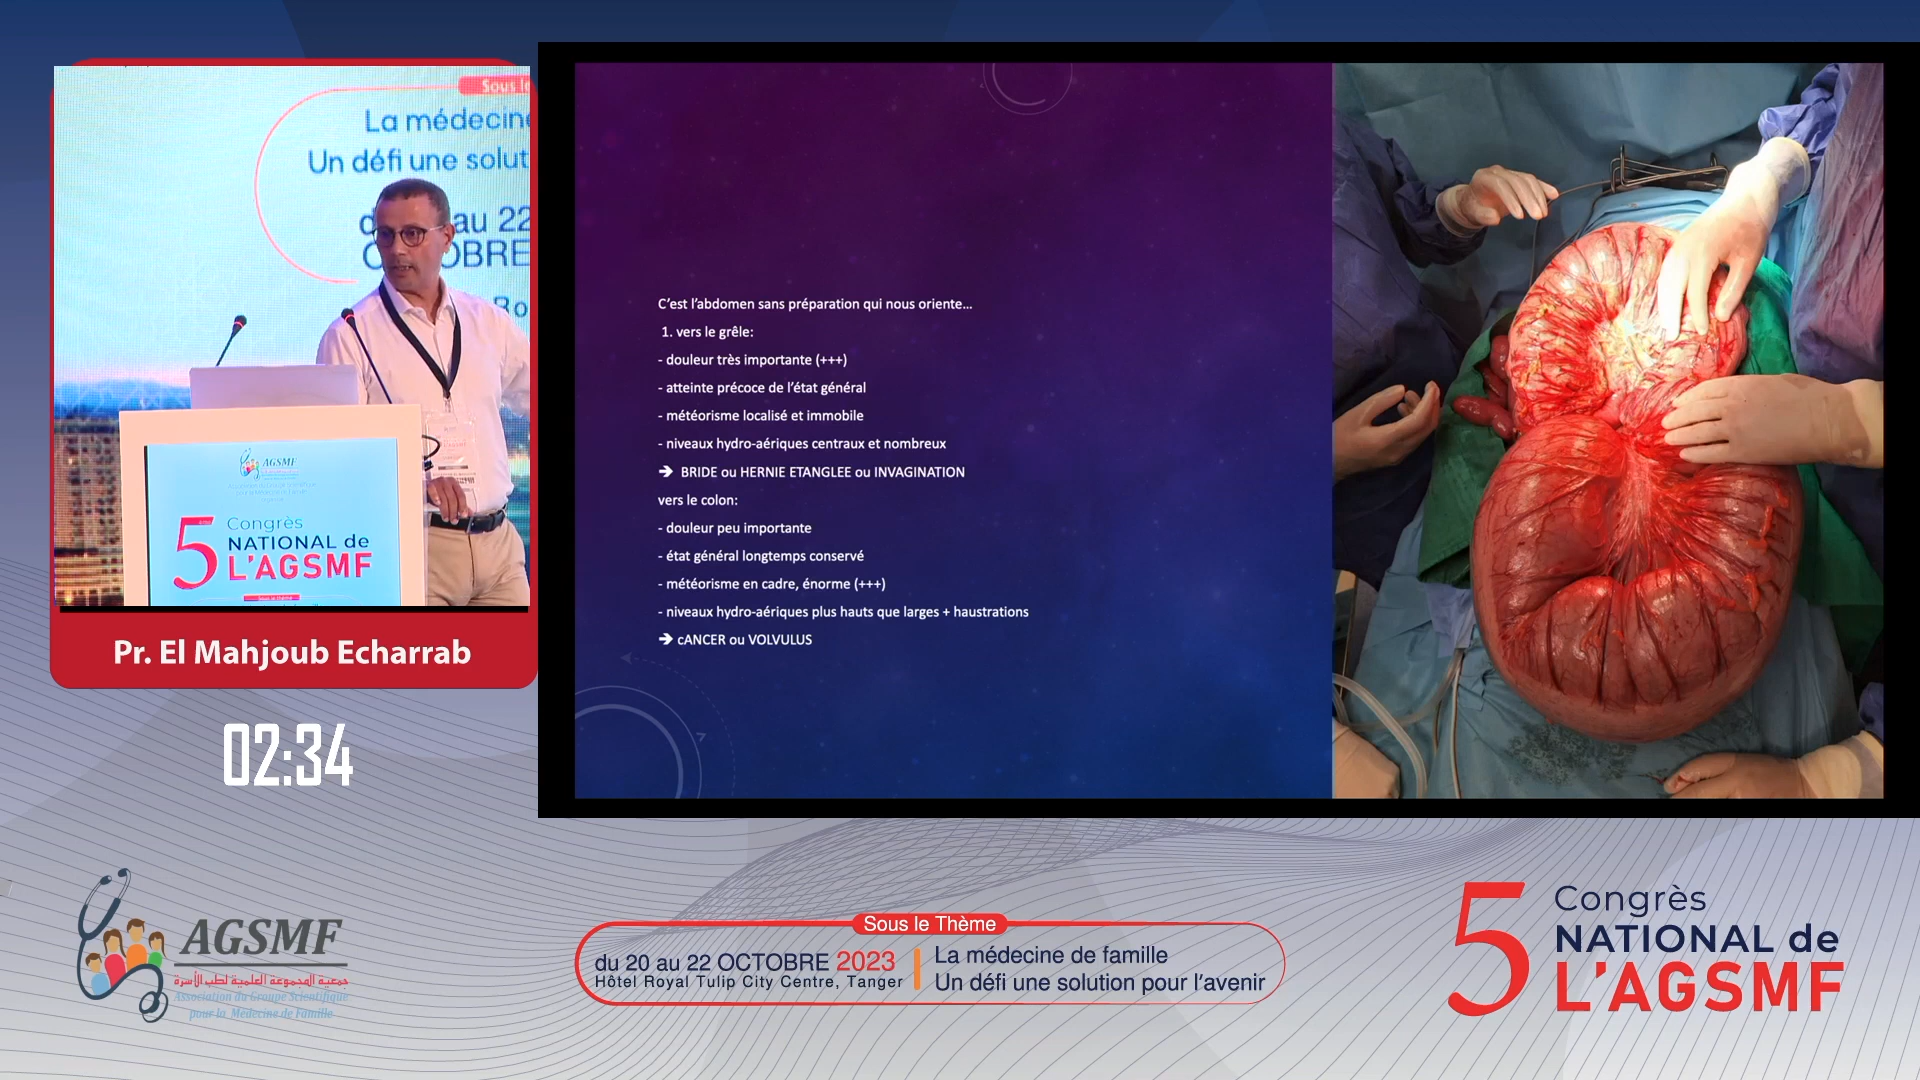 Sous le
La médecine
Un défi une solut
au 22
Pr. El Mahjoub Echarrab
02:34
AGSMF
5 Congrès
NATIONAL de
L'AGSMF
C'est l'abdomen sans préparation qui nous oriente...
1. vers le grêle:
- douleur très importante (+++)
- atteinte précoce de l'état général
- météorisme localisé et immobile
- niveaux hydro-aériques centraux et nombreux
➔ BRIDE ou HERNIE ETANGLEE ou INVAGINATION
vers le colon:
- douleur peu importante
- état général longtemps conservé
- météorisme en cadre, énorme (+++)
- niveaux hydro-aériques plus hauts que larges + haustrations
➔ cANCER ou VOLVULUS
AGSMF
جمعية المجموعة العلمية لطب الأسرة
Association du Groupe Scientifique
pour la Médecine de Famille
Sous le Thème
du 20 au 22 OCTOBRE 2023
Hôtel Royal Tulip City Centre, Tanger
La médecine de famille
Un défi une solution pour l'avenir
5 Congrès
NATIONAL de
L'AGSMF